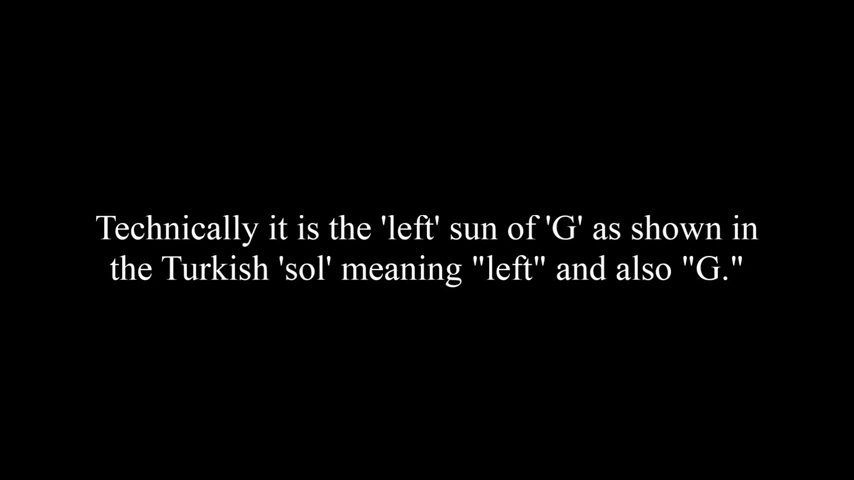 Technically it is the 'left' sun of 'G' as shown in
the Turkish 'sol' meaning "left" and also "G."